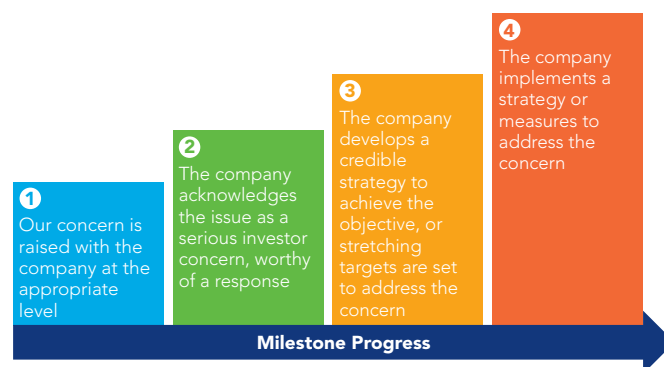 1
Our concern is
raised with the
company at the
appropriate
level
2
The company
acknowledges
the issue as a
serious investor
concern, worthy
of a response
3
The company
develops a
credible
strategy to
achieve the
objective, or
stretching
targets are set
to address the
concern
4
The company
implements a
strategy or
measures to
address the
concern
Milestone Progress